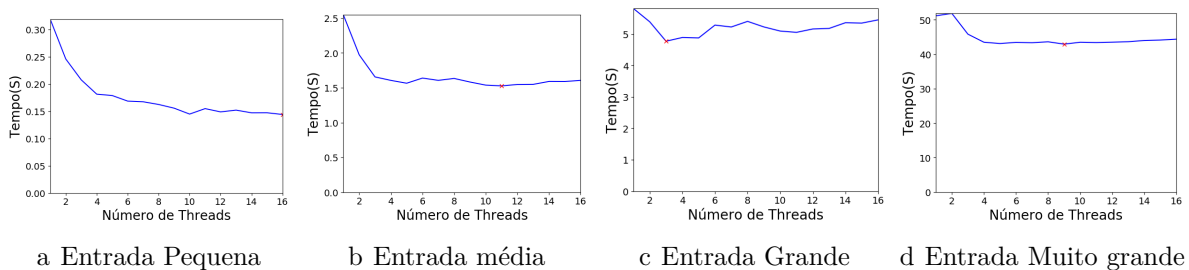 0.30
0.25
0.20
0.15
0.10
0.05
0.00
Tempo(S)
2 4 6 8 10 12 14 16
Número de Threads
a Entrada Pequena
2.5
2.0
1.5
1.0
0.5
0.0
Tempo(S)
2 4 6 8 10 12 14 16
Número de Threads
b Entrada média
5
4
3
2
1
0
Tempo(S)
2 4 6 8 10 12 14 16
Número de Threads
c Entrada Grande
50
40
30
20
10
0
Tempo(S)
2 4 6 8 10 12 14 16
Número de Threads
d Entrada Muito grande